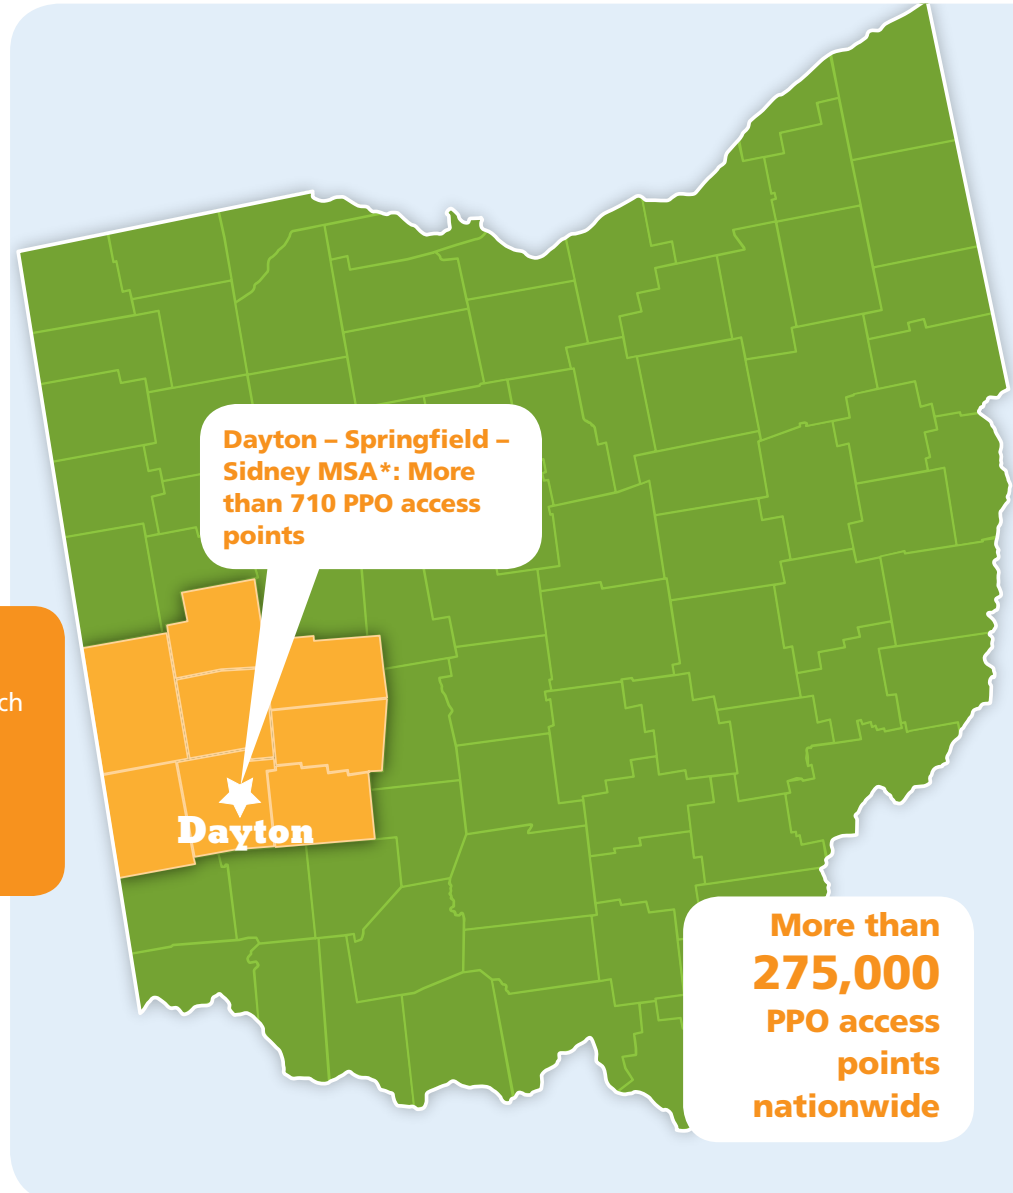 Dayton – Springfield –
Sidney MSA*: More
than 710 PPO access
points
ch
Dayton
More than
275,000
PPO access
points
nationwide